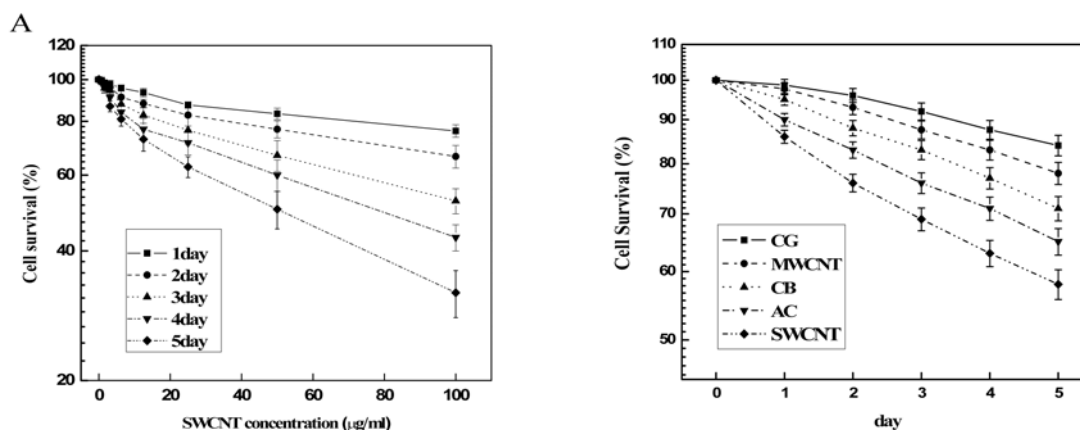 A
120
100
80
60
40
20
Cell survival (%)
1day
2day
3day
4day
5day
0
20
40
60
80
100
SWCNT concentration (μg/ml)
110
100
90
80
70
60
50
Cell Survival (%)
CG
MWCNT
CB
AC
SWCNT
0
1
2
3
4
5
day